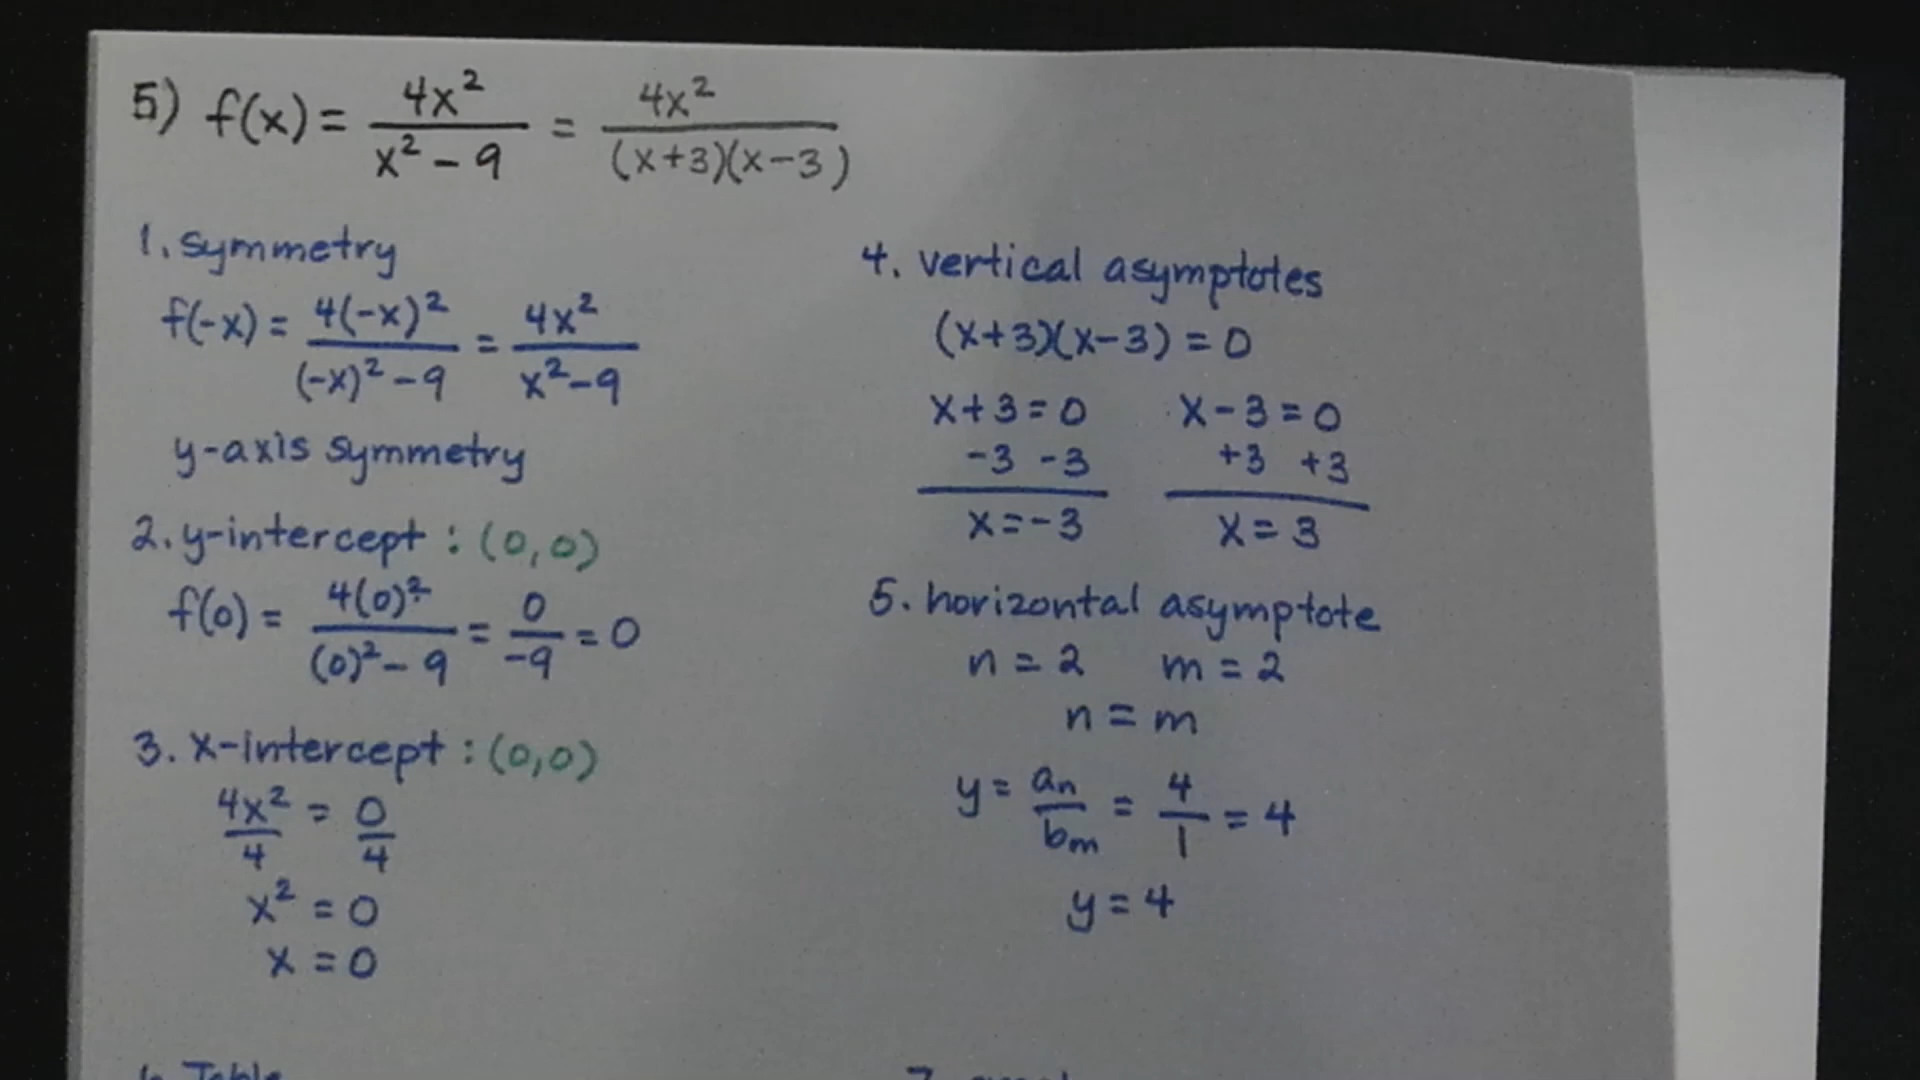 5) f(x) = 4x² / (x² - 9) = 4x² / ((x+3)(x-3))
1. symmetry
f(-x) = 4(-x)² / ((-x)² - 9) = 4x² / (x² - 9)
y-axis symmetry
2. y-intercept : (0,0)
f(0) = 4(0)² / ((0)² - 9) = 0 / -9 = 0
3. x-intercept : (0,0)
4x² / 4 = 0 / 4
x² = 0
x = 0
4. vertical asymptotes
(x+3)(x-3) = 0
x+3=0 x-3=0
-3 -3 +3 +3
x=-3 x=3
5. horizontal asymptote
n = 2 m = 2
n = m
y = aₙ / bₘ = 4 / 1 = 4
y = 4
6. Table